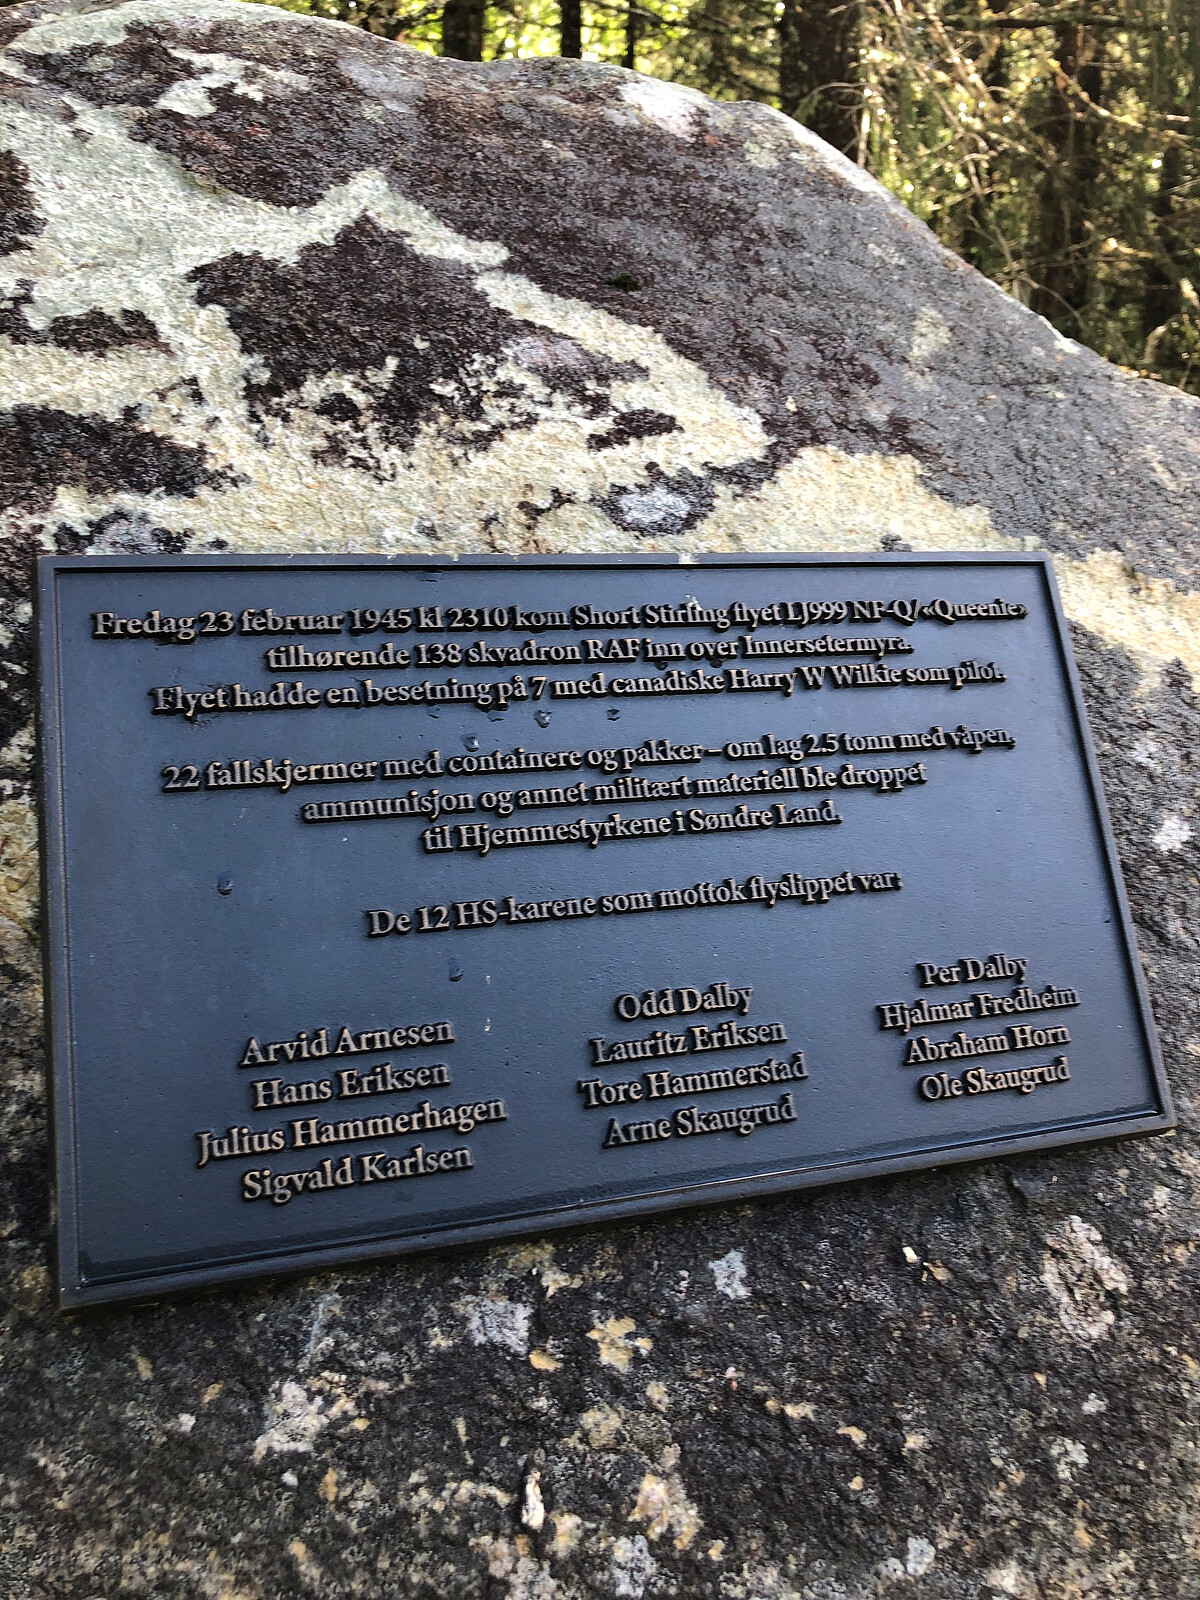 Fredag 23 februar 1945 kl 2310 kom Short Stirling flyet LJ999 NF-Q/«Queenie»
tilhørende 138 skvadron RAF inn over Innersetermyra.
Flyet hadde en besetning på 7 med canadiske Harry W Wilkie som pilot.
22 fallskjermer med containere og pakker – om lag 2.5 tonn med våpen,
ammunisjon og annet militært materiell ble droppet
til Hjemmestyrkene i Søndre Land.
De 12 HS-karene som mottok flyslippet var:
Arvid Arnesen
Hans Eriksen
Julius Hammerhagen
Sigvald Karlsen
Odd Dalby
Lauritz Eriksen
Tore Hammerstad
Arne Skaugrud
Per Dalby
Hjalmar Fredheim
Abraham Horn
Ole Skaugrud